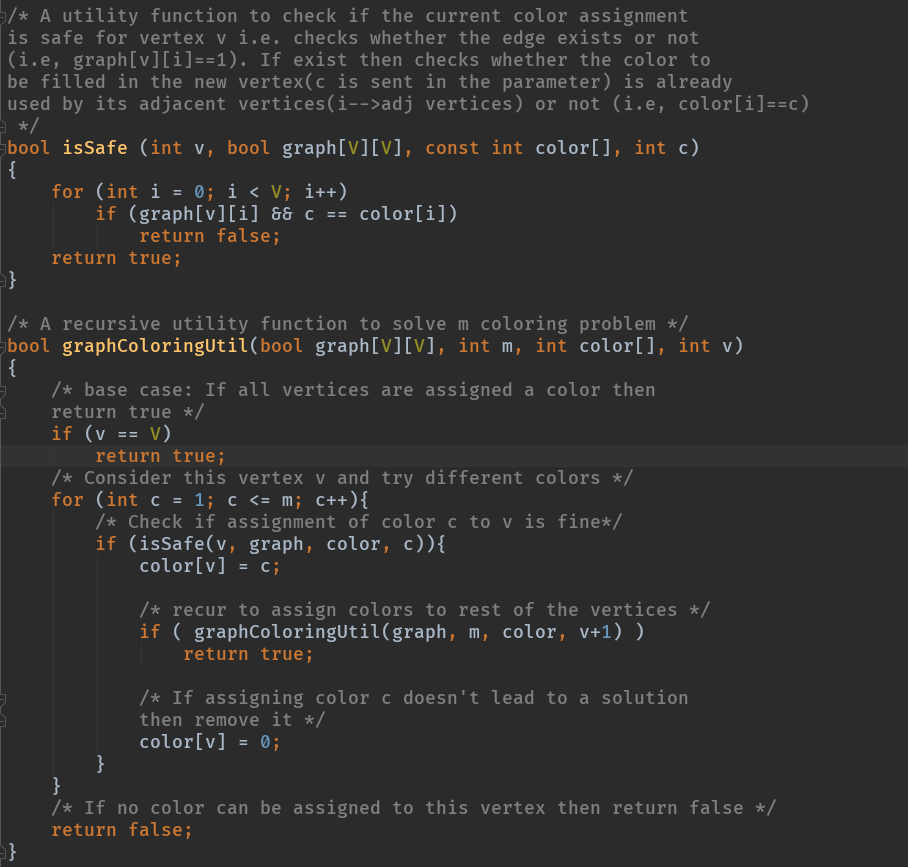 /* A utility function to check if the current color assignment
is safe for vertex v i.e. checks whether the edge exists or not
(i.e, graph[v][i]==1). If exist then checks whether the color to
be filled in the new vertex(c is sent in the parameter) is already
used by its adjacent vertices(i-->adj vertices) or not (i.e, color[i]==c)
 */
bool isSafe (int v, bool graph[V][V], const int color[], int c)
{
    for (int i = 0; i < V; i++)
        if (graph[v][i] && c == color[i])
            return false;
    return true;
}

/* A recursive utility function to solve m coloring problem */
bool graphColoringUtil(bool graph[V][V], int m, int color[], int v)
{
    /* base case: If all vertices are assigned a color then
    return true */
    if (v == V)
        return true;
    /* Consider this vertex v and try different colors */
    for (int c = 1; c <= m; c++){
        /* Check if assignment of color c to v is fine*/
        if (isSafe(v, graph, color, c)){
            color[v] = c;

            /* recur to assign colors to rest of the vertices */
            if ( graphColoringUtil(graph, m, color, v+1) )
                return true;

            /* If assigning color c doesn't lead to a solution
            then remove it */
            color[v] = 0;
        }
    }
    /* If no color can be assigned to this vertex then return false */
    return false;
}